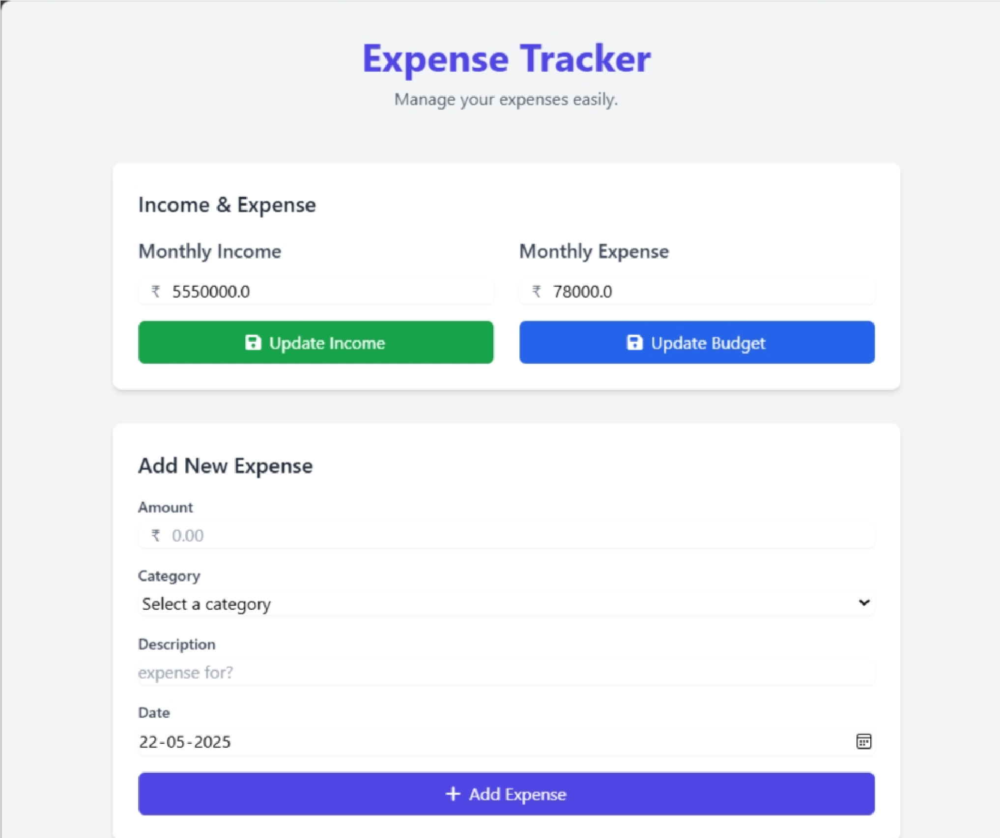 Expense Tracker
Manage your expenses easily.
Income & Expense
Monthly Income
₹ 5550000.0
Update Income
Monthly Expense
₹ 78000.0
Update Budget
Add New Expense
Amount
₹ 0.00
Category
Select a category
Description
expense for?
Date
22-05-2025
+ Add Expense